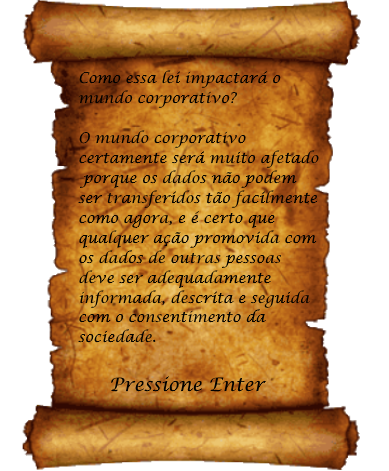 Como essa lei impactará o
mundo corporativo?
O mundo corporativo
certamente será muito afetado
porque os dados não podem
ser transferidos tão facilmente
como agora, e é certo que
qualquer ação promovida com
os dados de outras pessoas
deve ser adequadamente
informada, descrita e seguida
com o consentimento da
sociedade.
Pressione Enter